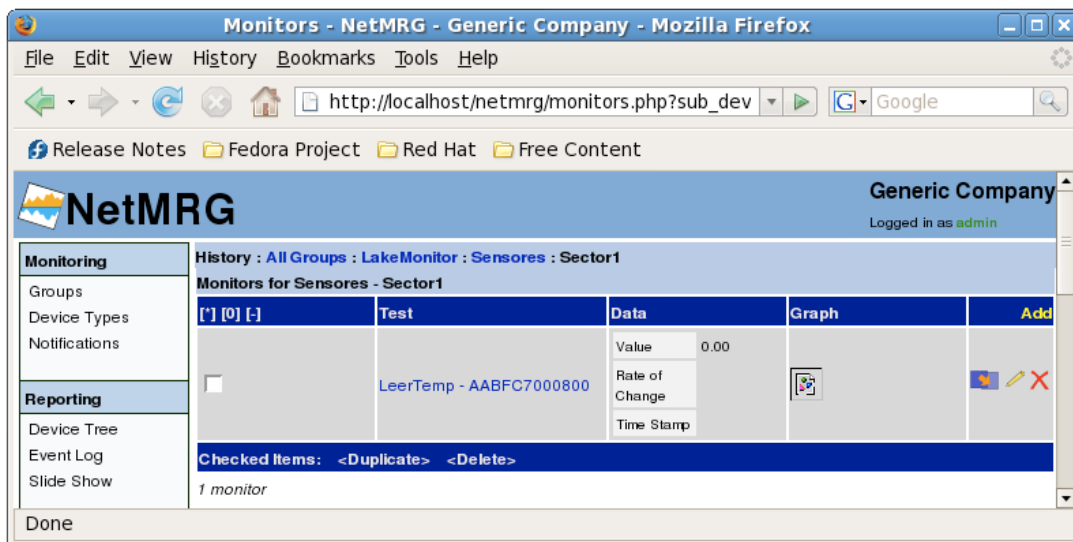 Monitors - NetMRG - Generic Company - Mozilla Firefox
File Edit View History Bookmarks Tools Help
http://localhost/netmrg/monitors.php?sub_dev
G Google
Release Notes Fedora Project Red Hat Free Content
NetMRG
Generic Company
Logged in as admin
Monitoring
Groups
Device Types
Notifications
Reporting
Device Tree
Event Log
Slide Show
History : All Groups : LakeMonitor : Sensores : Sector1
Monitors for Sensores - Sector1
[*] [0] [-] Test Data Graph Add
LeerTemp - AABFC7000800
Value 0.00
Rate of
Change
Time Stamp
Checked Items: <Duplicate> <Delete>
1 monitor
Done